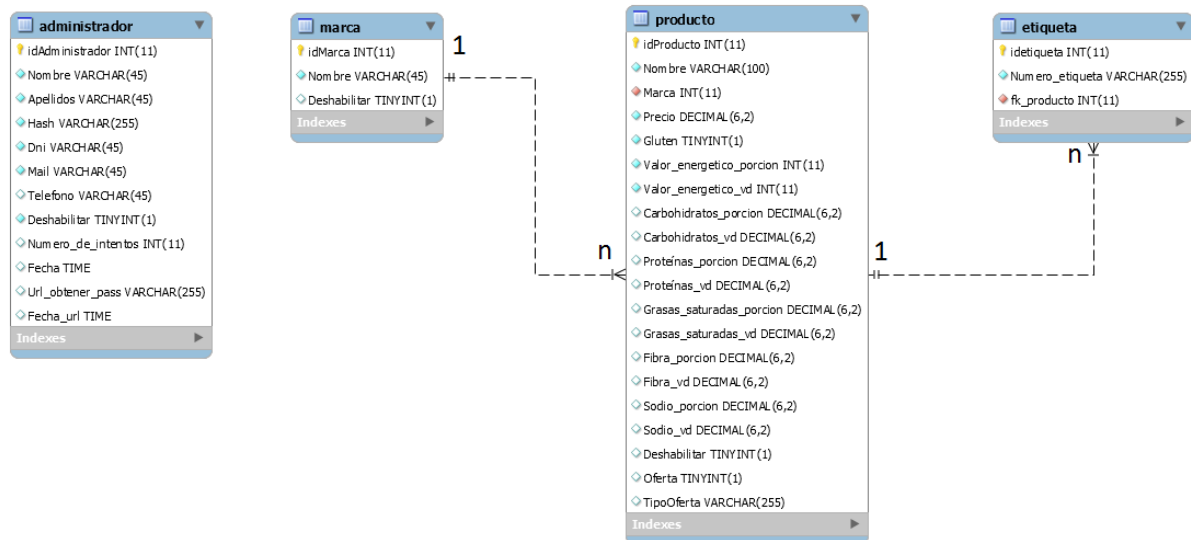 administrador
idAdministrador INT(11)
Nombre VARCHAR(45)
Apellidos VARCHAR(45)
Hash VARCHAR(255)
Dni VARCHAR(45)
Mail VARCHAR(45)
Telefono VARCHAR(45)
Deshabilitar TINYINT(1)
Numero_de_intentos INT(11)
Fecha TIME
Url_obtener_pass VARCHAR(255)
Fecha_url TIME
Indexes
marca
idMarca INT(11)
Nombre VARCHAR(45)
Deshabilitar TINYINT(1)
Indexes
1
n
producto
idProducto INT(11)
Nombre VARCHAR(100)
Marca INT(11)
Precio DECIMAL(6,2)
Gluten TINYINT(1)
Valor_energetico_porcion INT(11)
Valor_energetico_vd INT(11)
Carbohidratos_porcion DECIMAL(6,2)
Carbohidratos_vd DECIMAL(6,2)
Proteínas_porcion DECIMAL(6,2)
Proteínas_vd DECIMAL(6,2)
Grasas_saturadas_porcion DECIMAL(6,2)
Grasas_saturadas_vd DECIMAL(6,2)
Fibra_porcion DECIMAL(6,2)
Fibra_vd DECIMAL(6,2)
Sodio_porcion DECIMAL(6,2)
Sodio_vd DECIMAL(6,2)
Deshabilitar TINYINT(1)
Oferta TINYINT(1)
TipoOferta VARCHAR(255)
Indexes
1
n
etiqueta
idetiqueta INT(11)
Numero_etiqueta VARCHAR(255)
fk_producto INT(11)
Indexes